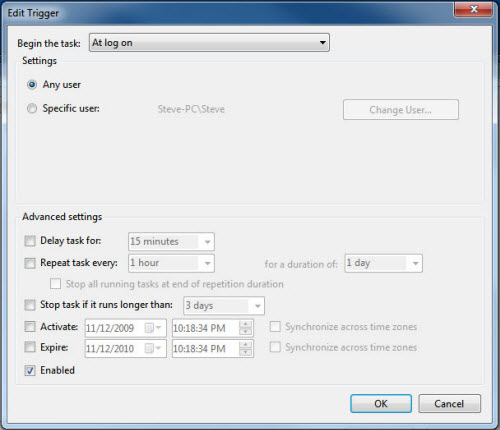 Edit Trigger
Begin the task: At log on
Settings
Any user
Specific user: Steve-PC\Steve Change User...
Advanced settings
Delay task for: 15 minutes
Repeat task every: 1 hour for a duration of: 1 day
Stop all running tasks at end of repetition duration
Stop task if it runs longer than: 3 days
Activate: 11/12/2009 10:18:34 PM Synchronize across time zones
Expire: 11/12/2010 10:18:34 PM Synchronize across time zones
Enabled
OK Cancel